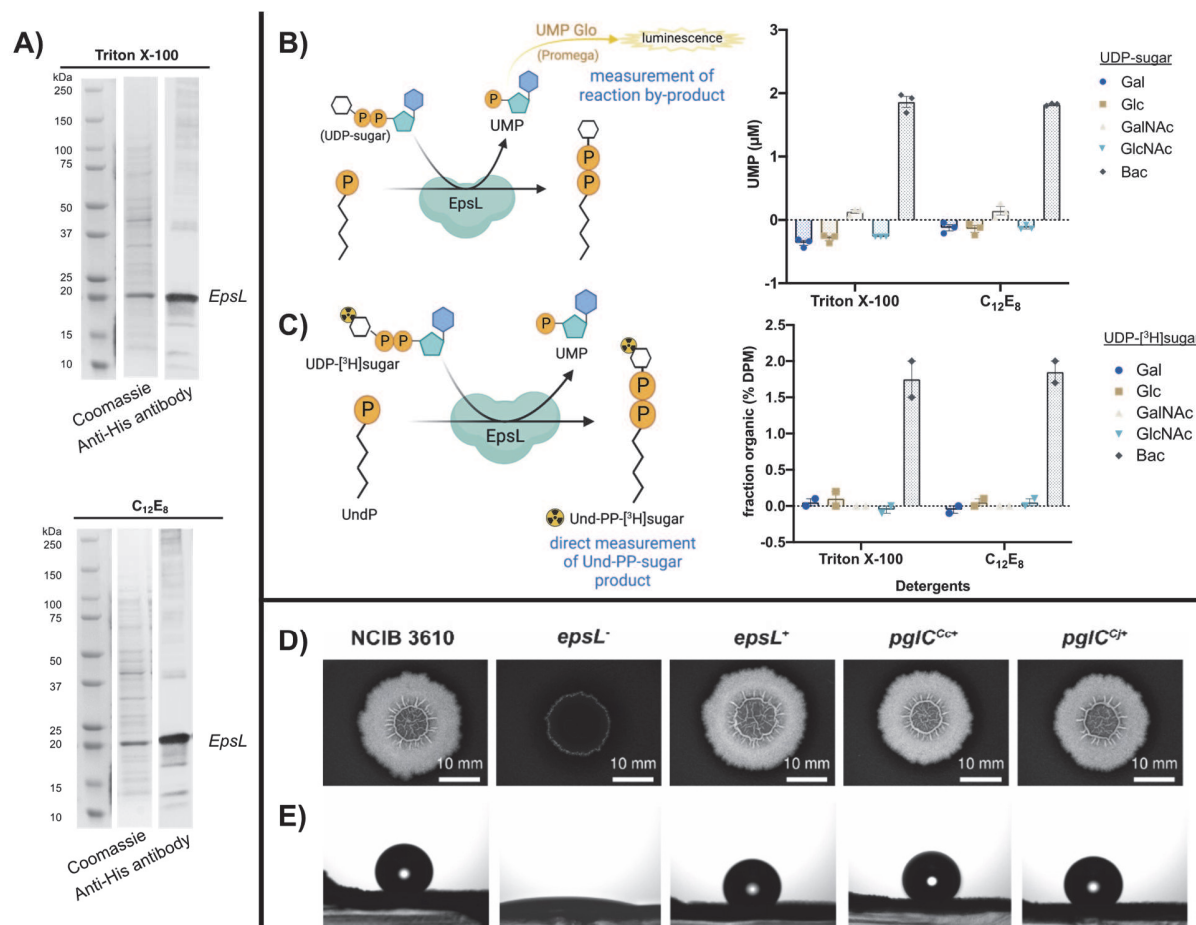 A)
Triton X-100
kDa
250
150
100
75
50
37
25
20
15
10
EpsL
Coomassie
Anti-His antibody
C12E8
kDa
250
150
100
75
50
37
25
20
15
10
EpsL
Coomassie
Anti-His antibody
B)
UMP Glo
(Promega)
luminescence
measurement of
reaction by-product
P
P
P
(UDP-sugar)
P
UMP
P
P
EpsL
UMP (µM)
3
2
1
0
-1
Triton X-100
C12E8
UDP-sugar
Gal
Glc
GalNAc
GlcNAc
Bac
C)
P
P
UDP-[³H]sugar
P
UMP
P
P
P
EpsL
UndP
Und-PP-[³H]sugar
direct measurement
of Und-PP-sugar
product
fraction organic (% DPM)
2.5
2.0
1.5
1.0
0.5
0.0
-0.5
Triton X-100
C12E8
Detergents
UDP-[³H]sugar
Gal
Glc
GalNAc
GlcNAc
Bac
D)
NCIB 3610
epsL-
epsL+
pglCCc+
pglCCj+
10 mm
10 mm
10 mm
10 mm
10 mm
E)